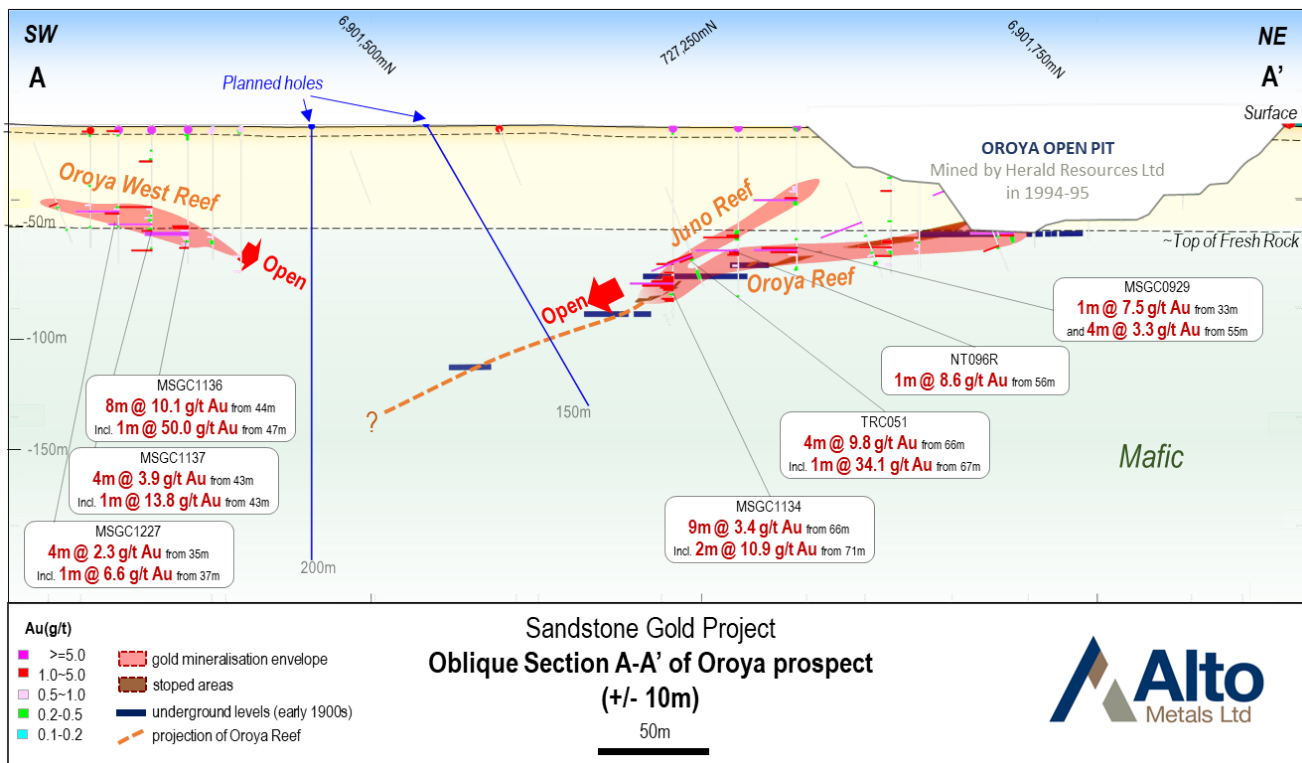 SW
A
6,901,500mN
727,250mN
6,901,750mN
NE
A'
Planned holes
Surface
OROYA OPEN PIT
Mined by Herald Resources Ltd
in 1994-95
Oroya West Reef
Juno Reef
-50m
~Top of Fresh Rock
Open
Oroya Reef
Open
-100m
MSGC0929
1m @ 7.5 g/t Au from 33m
and 4m @ 3.3 g/t Au from 55m
NT096R
1m @ 8.6 g/t Au from 56m
MSGC1136
8m @ 10.1 g/t Au from 44m
Incl. 1m @ 50.0 g/t Au from 47m
?
150m
TRC051
4m @ 9.8 g/t Au from 66m
Incl. 1m @ 34.1 g/t Au from 67m
-150m
Mafic
MSGC1137
4m @ 3.9 g/t Au from 43m
Incl. 1m @ 13.8 g/t Au from 43m
MSGC1134
9m @ 3.4 g/t Au from 66m
Incl. 2m @ 10.9 g/t Au from 71m
MSGC1227
4m @ 2.3 g/t Au from 35m
Incl. 1m @ 6.6 g/t Au from 37m
200m
Au(g/t)
>=5.0
1.0~5.0
0.5~1.0
0.2-0.5
0.1-0.2
gold mineralisation envelope
stoped areas
underground levels (early 1900s)
projection of Oroya Reef
Sandstone Gold Project
Oblique Section A-A' of Oroya prospect
(+/- 10m)
50m
Alto
Metals Ltd